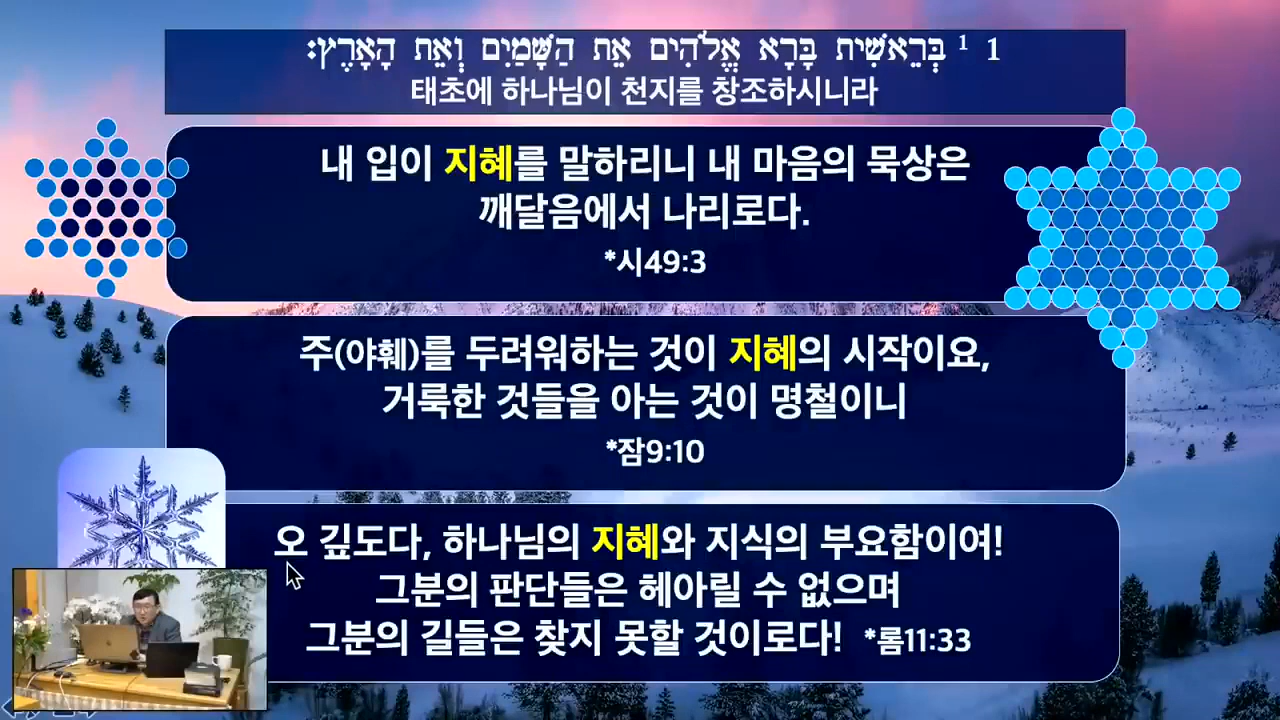 1 ¹ בְּרֵאשִׁית בָּרָא אֱלֹהִים אֵת הַשָּׁמַיִם וְאֵת הָאָרֶץ׃
태초에 하나님이 천지를 창조하시니라
내 입이 지혜를 말하리니 내 마음의 묵상은
깨달음에서 나리로다.
*시49:3
주(야훼)를 두려워하는 것이 지혜의 시작이요,
거룩한 것들을 아는 것이 명철이니
*잠9:10
오 깊도다, 하나님의 지혜와 지식의 부요함이여!
그분의 판단들은 헤아릴 수 없으며
그분의 길들은 찾지 못할 것이로다! *롬11:33